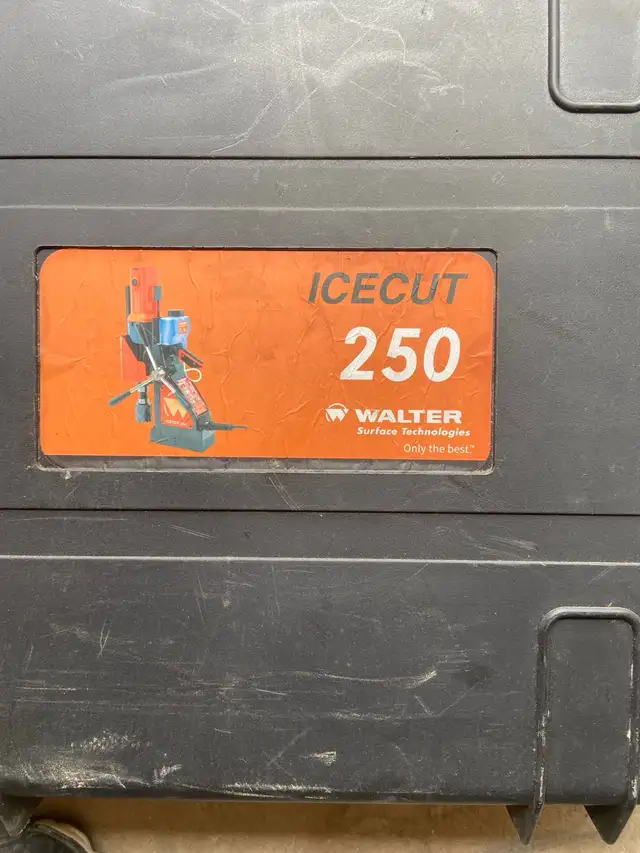 ICECUT
250
WALTER
Surface Technologies
Only the best.™